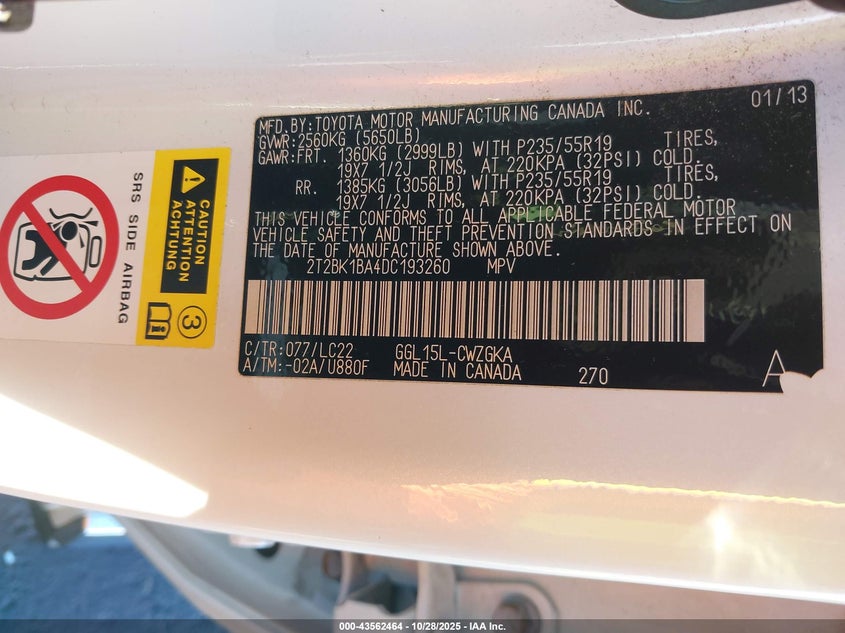 MFD.BY:TOYOTA MOTOR MANUFACTURING CANADA INC. 01/13
GVWR:2560KG (5650LB)
GAWR:FRT. 1360KG (2999LB) WITH P235/55R19 TIRES,
19X7 1/2J RIMS, AT 220KPA (32PSI) COLD.
RR. 1385KG (3056LB) WITH P235/55R19 TIRES,
19X7 1/2J RIMS, AT 220KPA (32PSI) COLD.
THIS VEHICLE CONFORMS TO ALL APPLICABLE FEDERAL MOTOR
VEHICLE SAFETY AND THEFT PREVENTION STANDARDS IN EFFECT ON
THE DATE OF MANUFACTURE SHOWN ABOVE.
2T2BK1BA4DC193260 MPV
C/TR:077/LC22 GGL15L-CWZGKA
A/TM:-02A/U880F MADE IN CANADA 270 A
SRS SIDE AIRBAG
CAUTION
ATTENTION
ACHTUNG
3
000-43562464 | 10/28/2025 - IAA Inc.